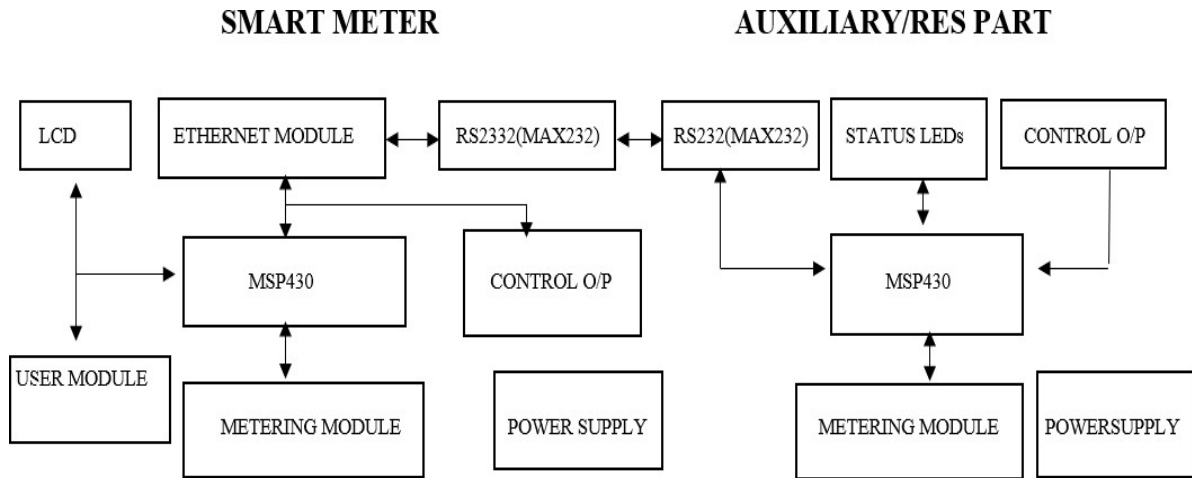 SMART METER
AUXILIARY/RES PART
LCD
ETHERNET MODULE
RS2332(MAX232)
RS232(MAX232)
STATUS LEDs
CONTROL O/P
MSP430
CONTROL O/P
MSP430
USER MODULE
METERING MODULE
POWER SUPPLY
METERING MODULE
POWERSUPPLY